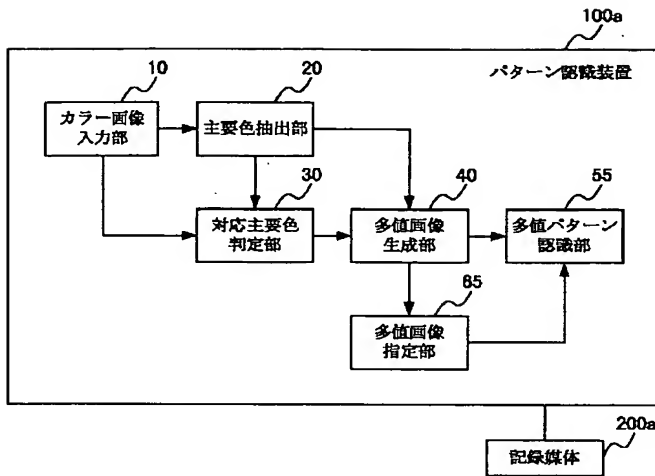 100a
パターン認識装置
10
カラー画像
入力部
20
主要色抽出部
30
対応主要色
判定部
40
多値画像
生成部
55
多値パターン
認識部
65
多値画像
指定部
200a
記録媒体